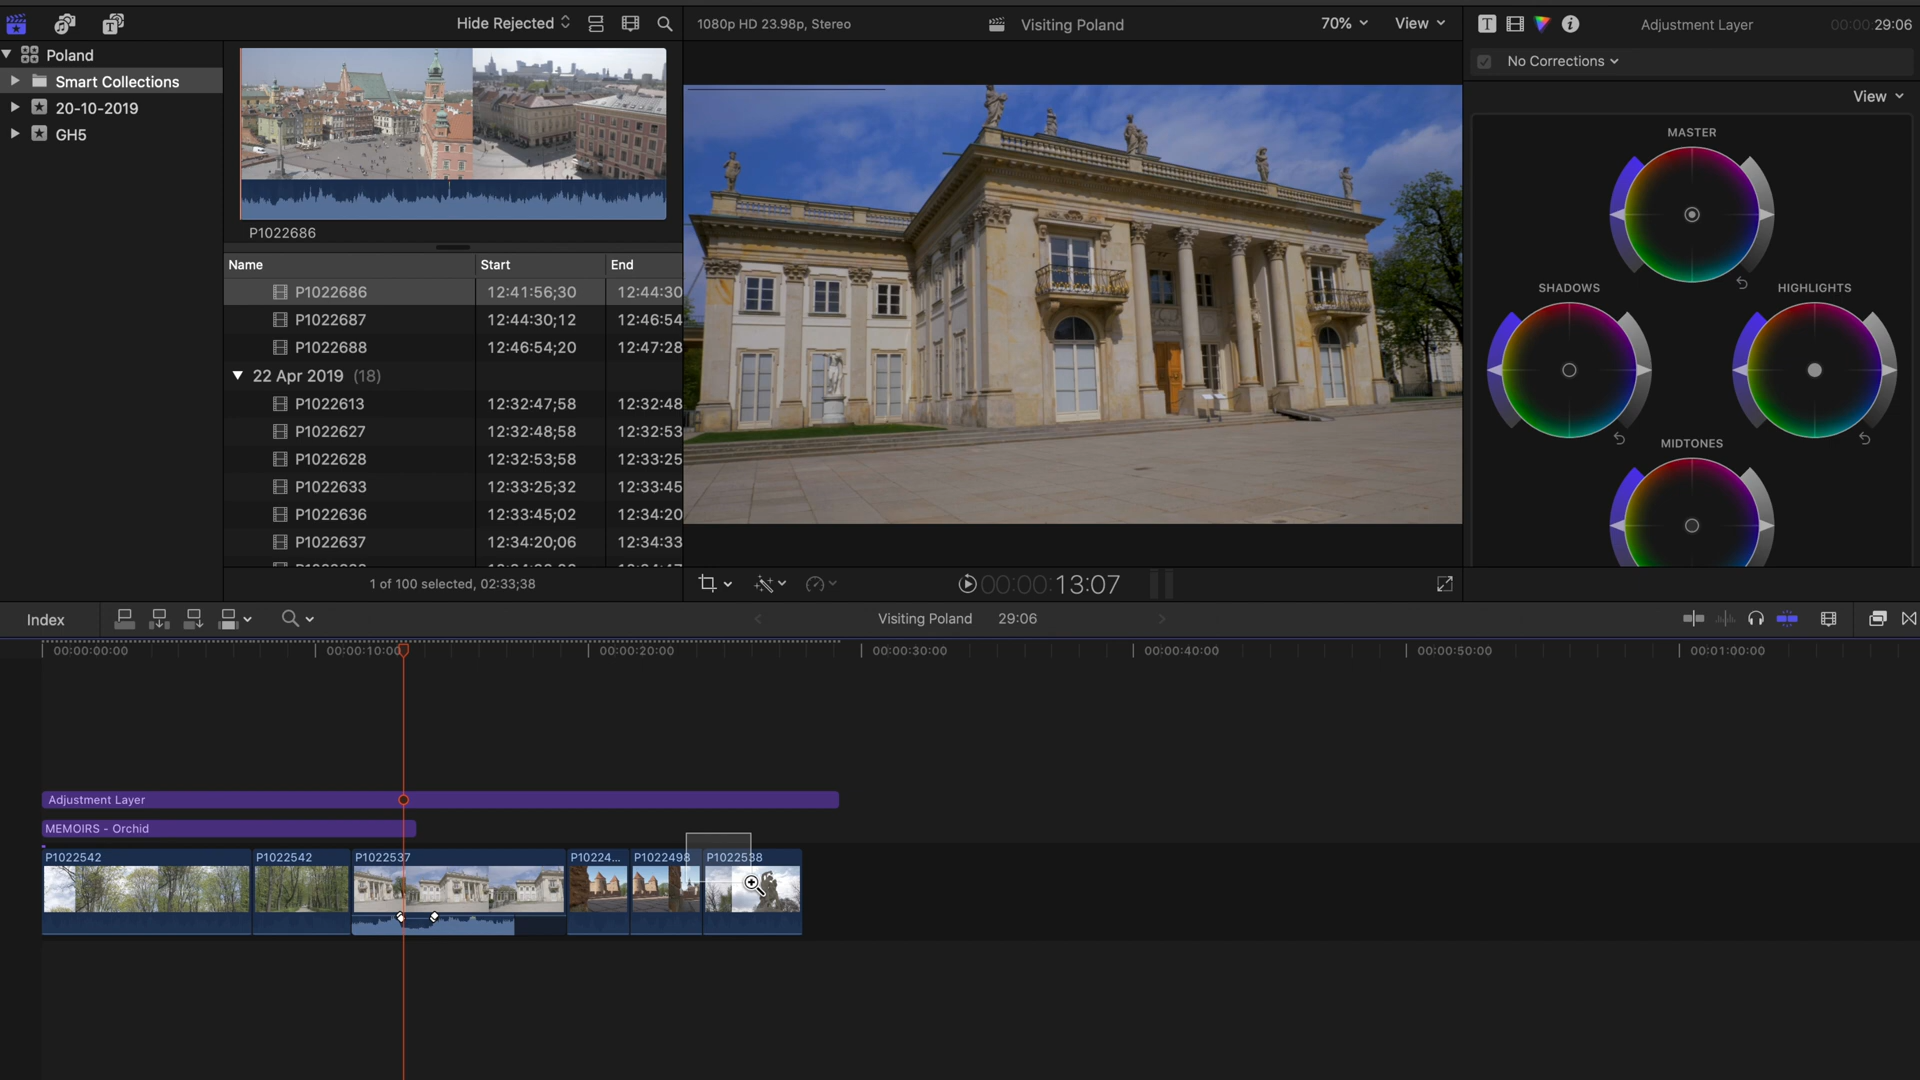 Hide Rejected
1080p HD 23.98p, Stereo
Visiting Poland
70%
View
Adjustment Layer
00:00:29:06
Poland
Smart Collections
20-10-2019
GH5
No Corrections
View
P1022686
Name Start End
P1022686 12:41:56;30 12:44:30
P1022687 12:44:30;12 12:46:54
P1022688 12:46:54;20 12:47:28
22 Apr 2019 (18)
P1022613 12:32:47;58 12:32:48
P1022627 12:32:48;58 12:32:53
P1022628 12:32:53;58 12:33:25
P1022633 12:33:25;32 12:33:45
P1022636 12:33:45;02 12:34:20
P1022637 12:34:20;06 12:34:33
1 of 100 selected, 02:33;38
MASTER
SHADOWS
HIGHLIGHTS
MIDTONES
00:00:13:07
Index
Visiting Poland 29:06
00:00:00:00 00:00:10:00 00:00:20:00 00:00:30:00 00:00:40:00 00:00:50:00 00:01:00:00
Adjustment Layer
MEMOIRS - Orchid
P1022542 P1022542 P1022537 P10224... P1022498 P1022538